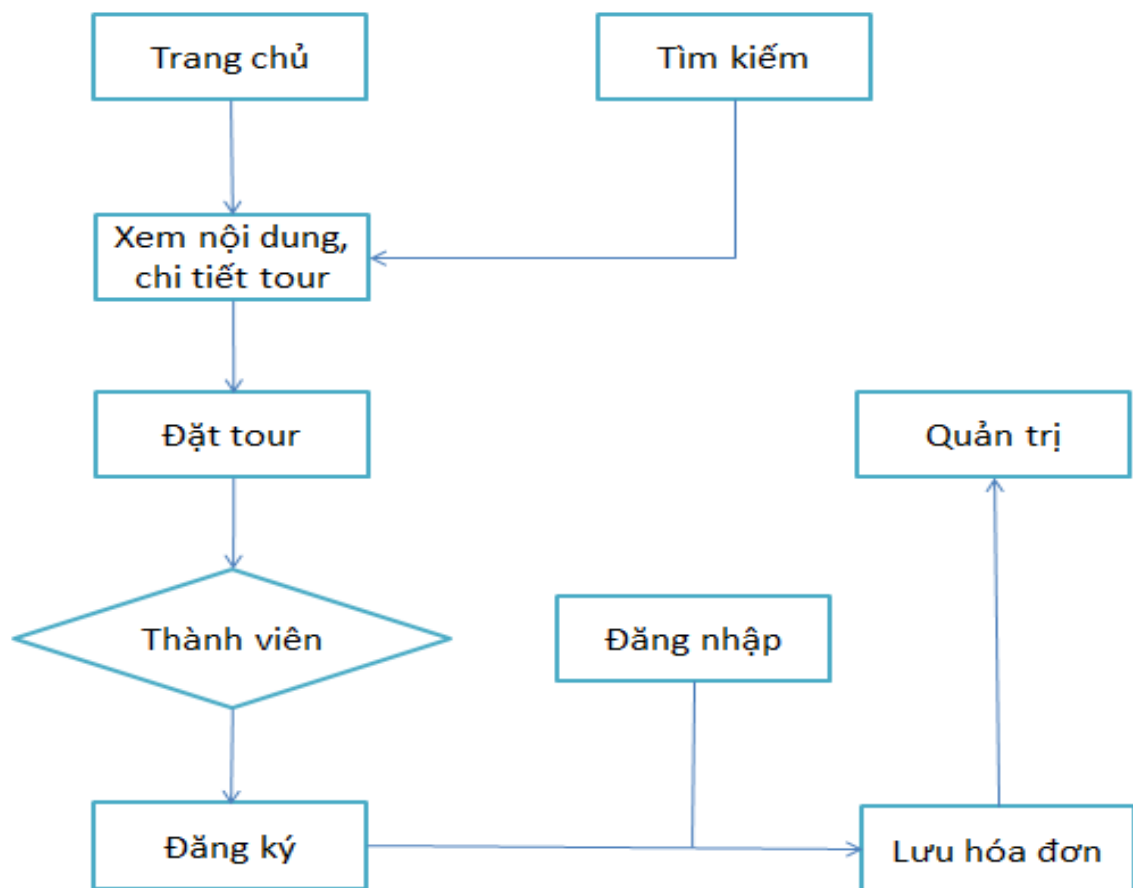 Trang chủ
Tìm kiếm
Xem nội dung,
chi tiết tour
Đặt tour
Quản trị
Thành viên
Đăng nhập
Đăng ký
Lưu hóa đơn